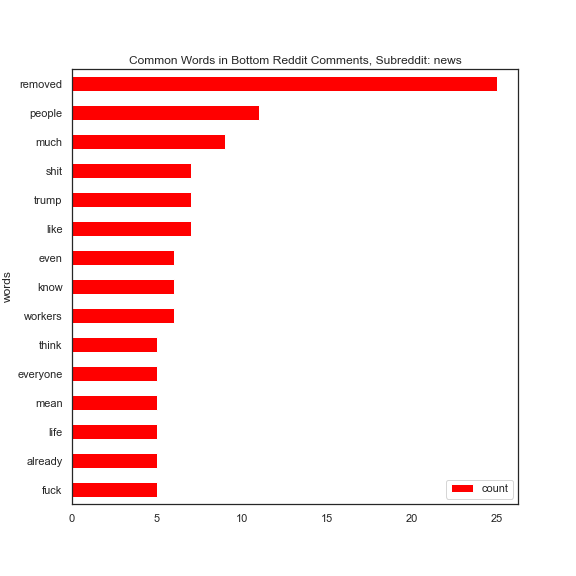 Common Words in Bottom Reddit Comments, Subreddit: news
removed
people
much
shit
trump
like
even
know
workers
think
everyone
mean
life
already
fuck
words
count
0 5 10 15 20 25